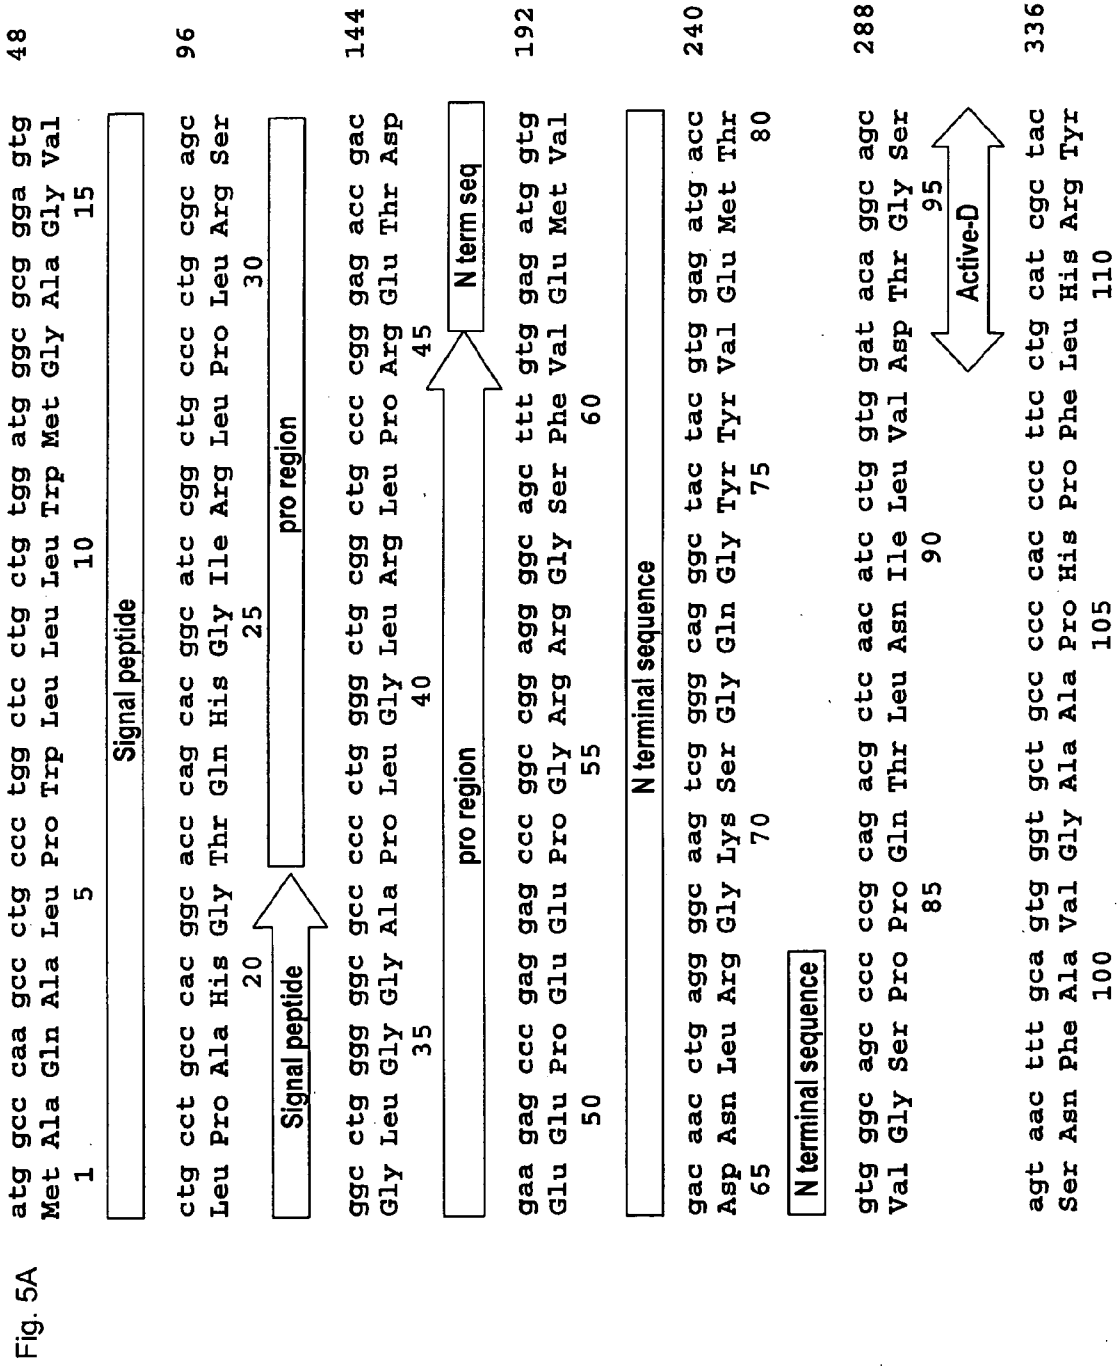 Fig. 5A
atg gcc caa gcc ctg ccc tgg ctc ctg ctg tgg atg ggc gcg gga gtg 48
Met Ala Gln Ala Leu Pro Trp Leu Leu Leu Trp Met Gly Ala Gly Val
1 5 10 15
Signal peptide
ctg cct gcc cac ggc acc cag cac ggc atc cgg ctg ccc ctg cgc agc 96
Leu Pro Ala His Gly Thr Gln His Gly Ile Arg Leu Pro Leu Arg Ser
20 25 30
Signal peptide pro region
ggc ctg ggg ggc gcc ccc ctg ggg ctg cgg ctg ccc cgg gag acc gac 144
Gly Leu Gly Gly Ala Pro Leu Gly Leu Arg Leu Pro Arg Glu Thr Asp
35 40 45
pro region N term seq
gaa gag ccc gag gag ccc ggc cgg agg ggc agc ttt gtg gag atg gtg 192
Glu Glu Pro Glu Glu Pro Gly Arg Arg Gly Ser Phe Val Glu Met Val
50 55 60
N terminal sequence
gac aac ctg agg ggc aag tcg ggg cag ggc tac tac gtg gag atg acc 240
Asp Asn Leu Arg Gly Lys Ser Gly Gln Gly Tyr Tyr Val Glu Met Thr
65 70 75 80
N terminal sequence
gtg ggc agc ccc ccg cag acg ctc aac atc ctg gtg gat aca ggc agc 288
Val Gly Ser Pro Pro Gln Thr Leu Asn Ile Leu Val Asp Thr Gly Ser
85 90 95
Active-D
agt aac ttt gca gtg ggt gct gcc ccc cac ccc ttc ctg cat cgc tac 336
Ser Asn Phe Ala Val Gly Ala Ala Pro His Pro Phe Leu His Arg Tyr
100 105 110